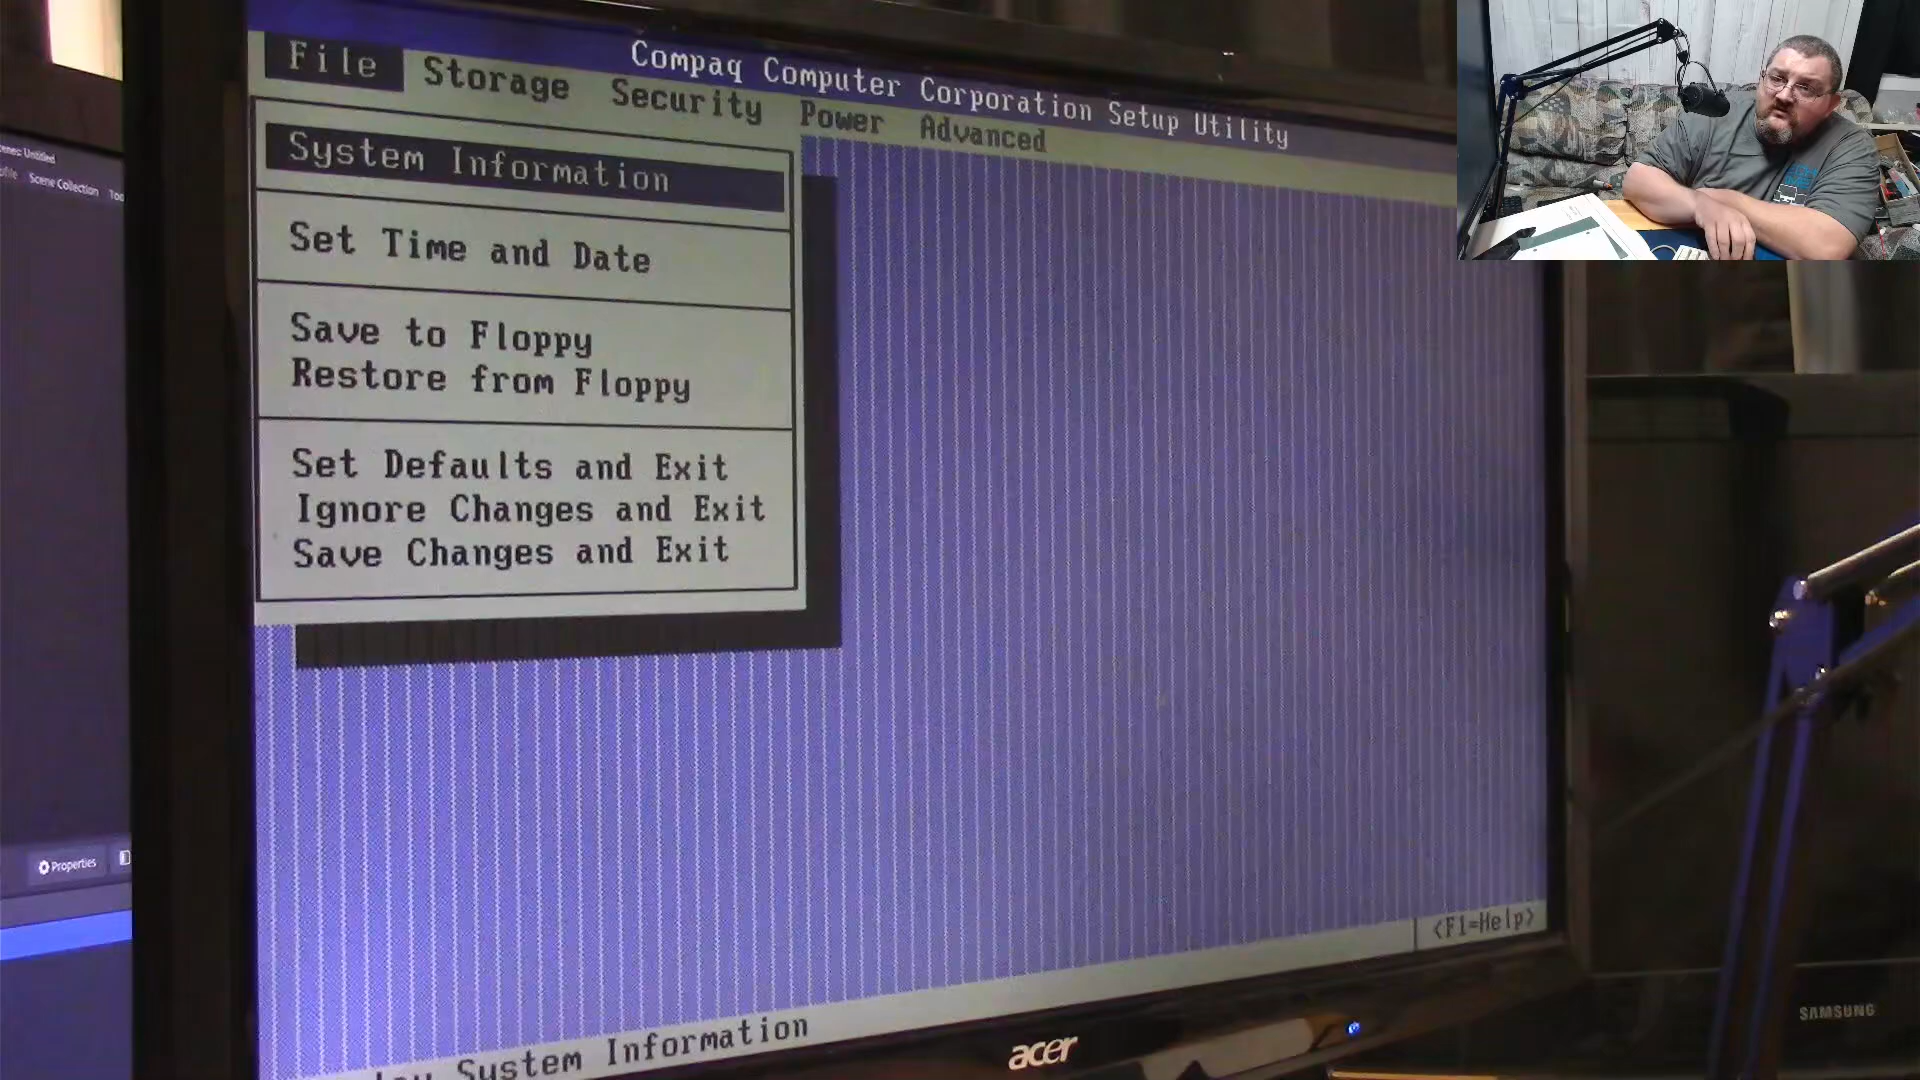 Compaq Computer Corporation Setup Utility
File Storage Security Power Advanced
System Information
Set Time and Date
Save to Floppy
Restore from Floppy
Set Defaults and Exit
Ignore Changes and Exit
Save Changes and Exit
<F1=Help>
System Information
acer
SAMSUNG
Untitled
Scene Collection
Properties